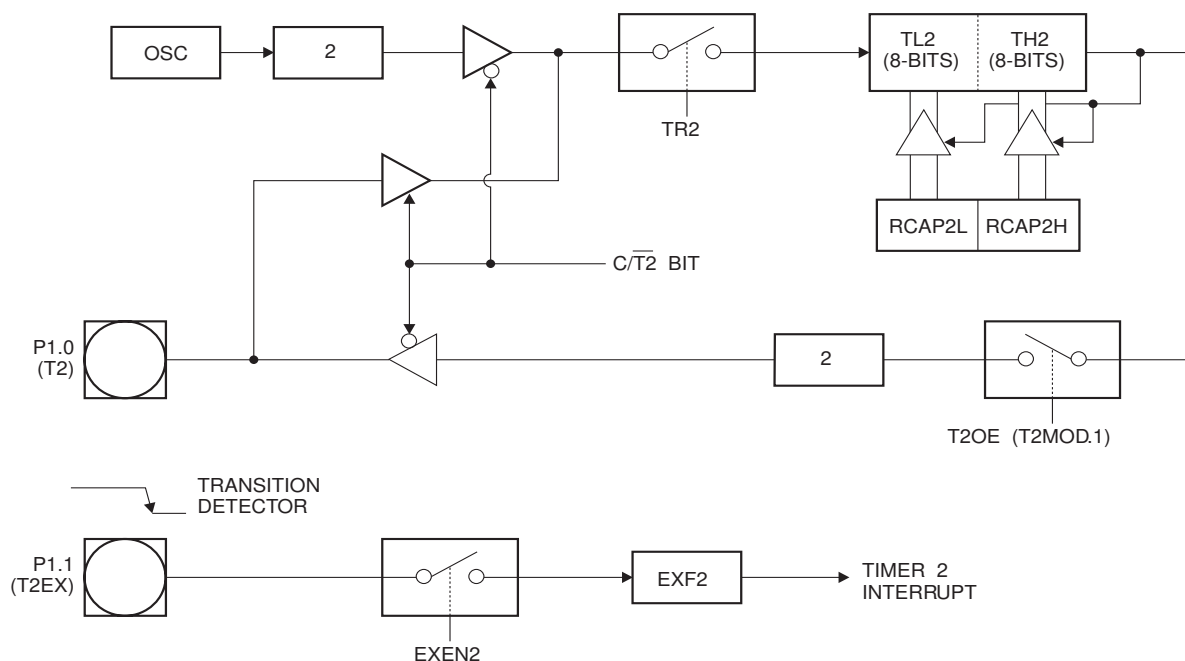 OSC
2
TR2
TL2
(8-BITS)
TH2
(8-BITS)
RCAP2L
RCAP2H
C/T̅2̅ BIT
P1.0
(T2)
2
T2OE (T2MOD.1)
TRANSITION
DETECTOR
P1.1
(T2EX)
EXEN2
EXF2
TIMER 2
INTERRUPT